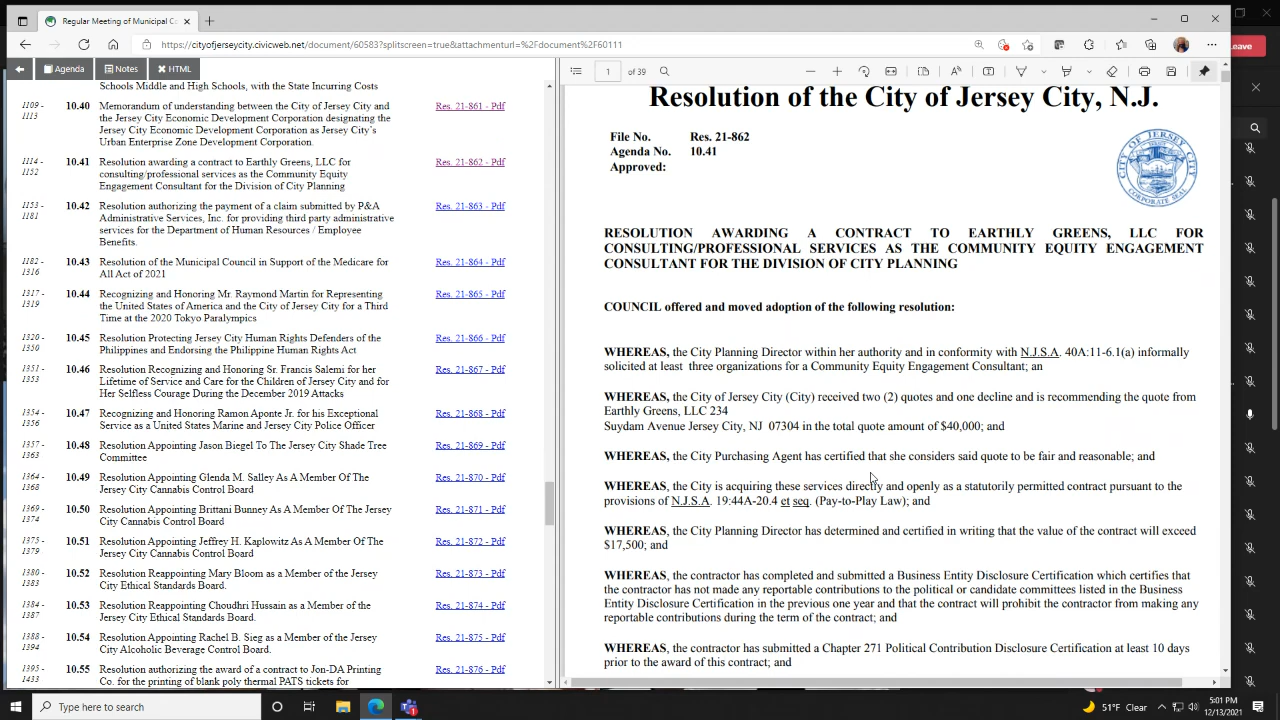 Regular Meeting of Municipal Co
https://cityofjerseycity.civicweb.net/document/60583?splitscreen=true&attachmenturl=%2Fdocument%2F60111
eave
Agenda
Notes
HTML
1 of 39
Schools Middle and High Schools, with the State Incurring Costs
1109 - 1113 10.40 Memorandum of understanding between the City of Jersey City and Res. 21-861 - Pdf
the Jersey City Economic Development Corporation designating the
Jersey City Economic Development Corporation as Jersey City`s
Urban Enterprise Zone Development Corporation.
1114 - 1152 10.41 Resolution awarding a contract to Earthly Greens, LLC for Res. 21-862 - Pdf
consulting/professional services as the Community Equity
Engagement Consultant for the Division of City Planning
1153 - 1181 10.42 Resolution authorizing the payment of a claim submitted by P&A Res. 21-863 - Pdf
Administrative Services, Inc. for providing third party administrative
services for the Department of Human Resources / Employee
Benefits.
1182 - 1316 10.43 Resolution of the Municipal Council in Support of the Medicare for Res. 21-864 - Pdf
All Act of 2021
1317 - 1319 10.44 Recognizing and Honoring Mr. Raymond Martin for Representing Res. 21-865 - Pdf
the United States of America and the City of Jersey City for a Third
Time at the 2020 Tokyo Paralympics
1320 - 1350 10.45 Resolution Protecting Jersey City Human Rights Defenders of the Res. 21-866 - Pdf
Philippines and Endorsing the Philippine Human Rights Act
1351 - 1353 10.46 Resolution Recognizing and Honoring Sr. Francis Salemi for her Res. 21-867 - Pdf
Lifetime of Service and Care for the Children of Jersey City and for
Her Selfless Courage During the December 2019 Attacks
1354 - 1356 10.47 Recognizing and Honoring Ramon Aponte Jr. for his Exceptional Res. 21-868 - Pdf
Service as a United States Marine and Jersey City Police Officer
1357 - 1363 10.48 Resolution Appointing Jason Biegel To The Jersey City Shade Tree Res. 21-869 - Pdf
Committee
1364 - 1368 10.49 Resolution Appointing Glenda M. Salley As A Member Of The Res. 21-870 - Pdf
Jersey City Cannabis Control Board
1369 - 1374 10.50 Resolution Appointing Brittani Bunney As A Member Of The Jersey Res. 21-871 - Pdf
City Cannabis Control Board
1375 - 1379 10.51 Resolution Appointing Jeffrey H. Kaplowitz As A Member Of The Res. 21-872 - Pdf
Jersey City Cannabis Control Board
1380 - 1383 10.52 Resolution Reappointing Mary Bloom as a Member of the Jersey Res. 21-873 - Pdf
City Ethical Standards Board.
1384 - 1387 10.53 Resolution Reappointing Choudhri Hussain as a Member of the Res. 21-874 - Pdf
Jersey City Ethical Standards Board.
1388 - 1394 10.54 Resolution Appointing Rachel B. Sieg as a Member of the Jersey Res. 21-875 - Pdf
City Alcoholic Beverage Control Board.
1395 - 1433 10.55 Resolution authorizing the award of a contract to Jon-DA Printing Res. 21-876 - Pdf
Co. for the printing of blank poly thermal PATS tickets for
Resolution of the City of Jersey City, N.J.
File No. Res. 21-862
Agenda No. 10.41
Approved:
CITY OF JERSEY CITY
CORPORATE SEAL
RESOLUTION AWARDING A CONTRACT TO EARTHLY GREENS, LLC FOR
CONSULTING/PROFESSIONAL SERVICES AS THE COMMUNITY EQUITY ENGAGEMENT
CONSULTANT FOR THE DIVISION OF CITY PLANNING
COUNCIL offered and moved adoption of the following resolution:
WHEREAS, the City Planning Director within her authority and in conformity with N.J.S.A. 40A:11-6.1(a) informally
solicited at least three organizations for a Community Equity Engagement Consultant; an
WHEREAS, the City of Jersey City (City) received two (2) quotes and one decline and is recommending the quote from
Earthly Greens, LLC 234
Suydam Avenue Jersey City, NJ 07304 in the total quote amount of $40,000; and
WHEREAS, the City Purchasing Agent has certified that she considers said quote to be fair and reasonable; and
WHEREAS, the City is acquiring these services directly and openly as a statutorily permitted contract pursuant to the
provisions of N.J.S.A. 19:44A-20.4 et seq. (Pay-to-Play Law); and
WHEREAS, the City Planning Director has determined and certified in writing that the value of the contract will exceed
$17,500; and
WHEREAS, the contractor has completed and submitted a Business Entity Disclosure Certification which certifies that
the contractor has not made any reportable contributions to the political or candidate committees listed in the Business
Entity Disclosure Certification in the previous one year and that the contract will prohibit the contractor from making any
reportable contributions during the term of the contract; and
WHEREAS, the contractor has submitted a Chapter 271 Political Contribution Disclosure Certification at least 10 days
prior to the award of this contract; and
Type here to search
51°F Clear
5:01 PM
12/13/2021